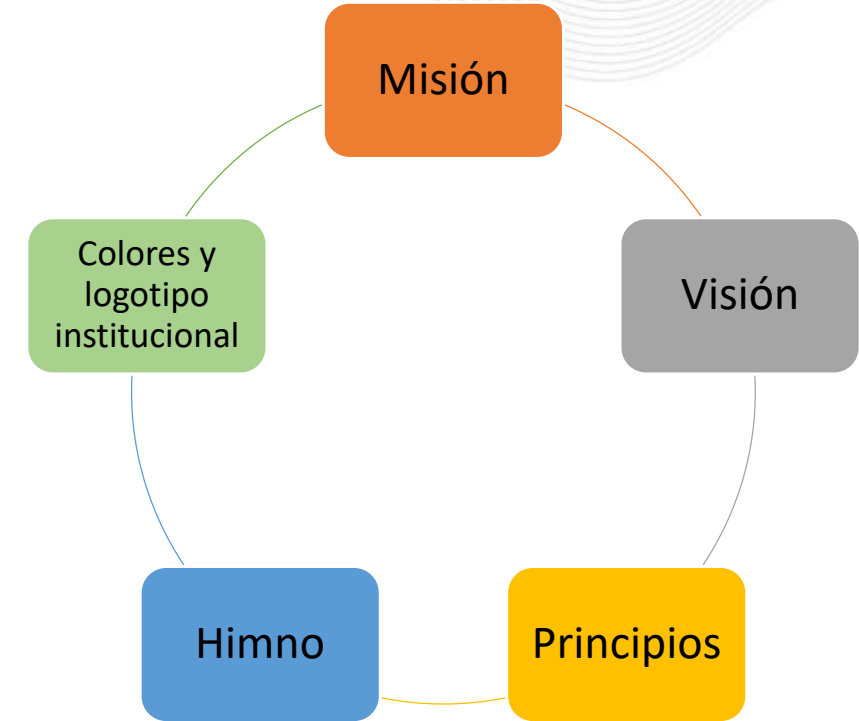 Misión
Visión
Principios
Himno
Colores y
logotipo
institucional